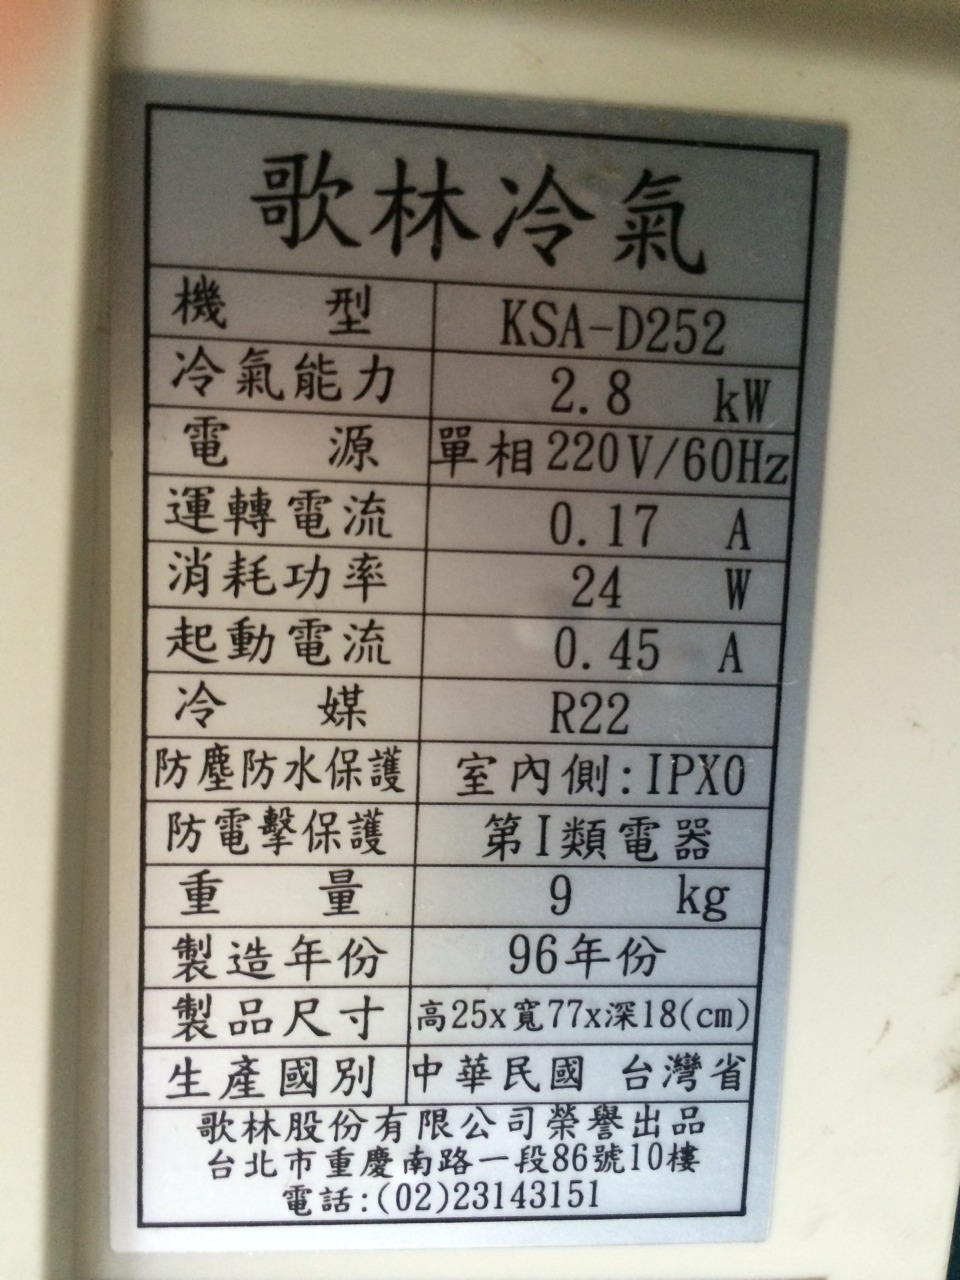 歌林冷氣
機型 KSA-D252
冷氣能力 2.8 kW
電源 單相220V/60Hz
運轉電流 0.17 A
消耗功率 24 W
起動電流 0.45 A
冷媒 R22
防塵防水保護 室內側:IPX0
防電擊保護 第I類電器
重量 9 kg
製造年份 96年份
製品尺寸 高25x寬77x深18(cm)
生產國別 中華民國 台灣省
歌林股份有限公司榮譽出品
台北市重慶南路一段86號10樓
電話:(02)23143151